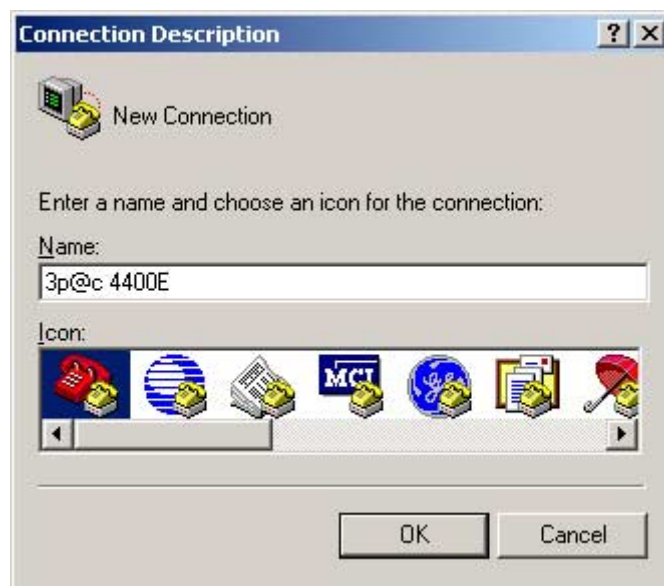 Connection Description
New Connection
Enter a name and choose an icon for the connection:
Name:
3p@c 4400E
Icon:
MCI
OK Cancel